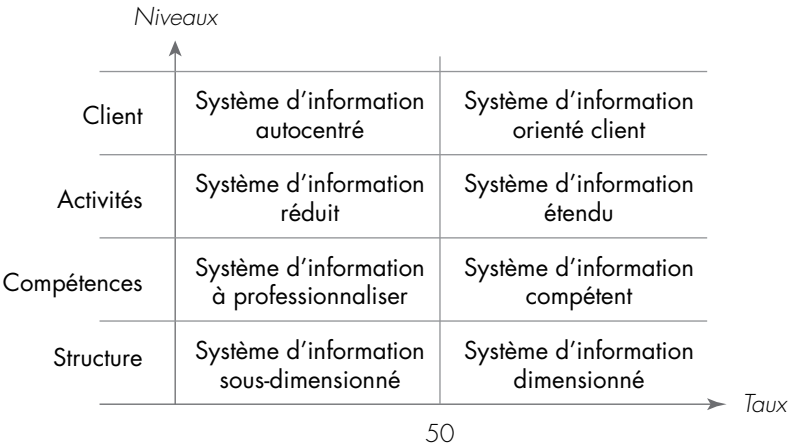 Niveaux
Client
Système d’information
autocentré
Système d’information
orienté client
Activités
Système d’information
réduit
Système d’information
étendu
Compétences
Système d’information
à professionnaliser
Système d’information
compétent
Structure
Système d’information
sous-dimensionné
Système d’information
dimensionné
Taux
50